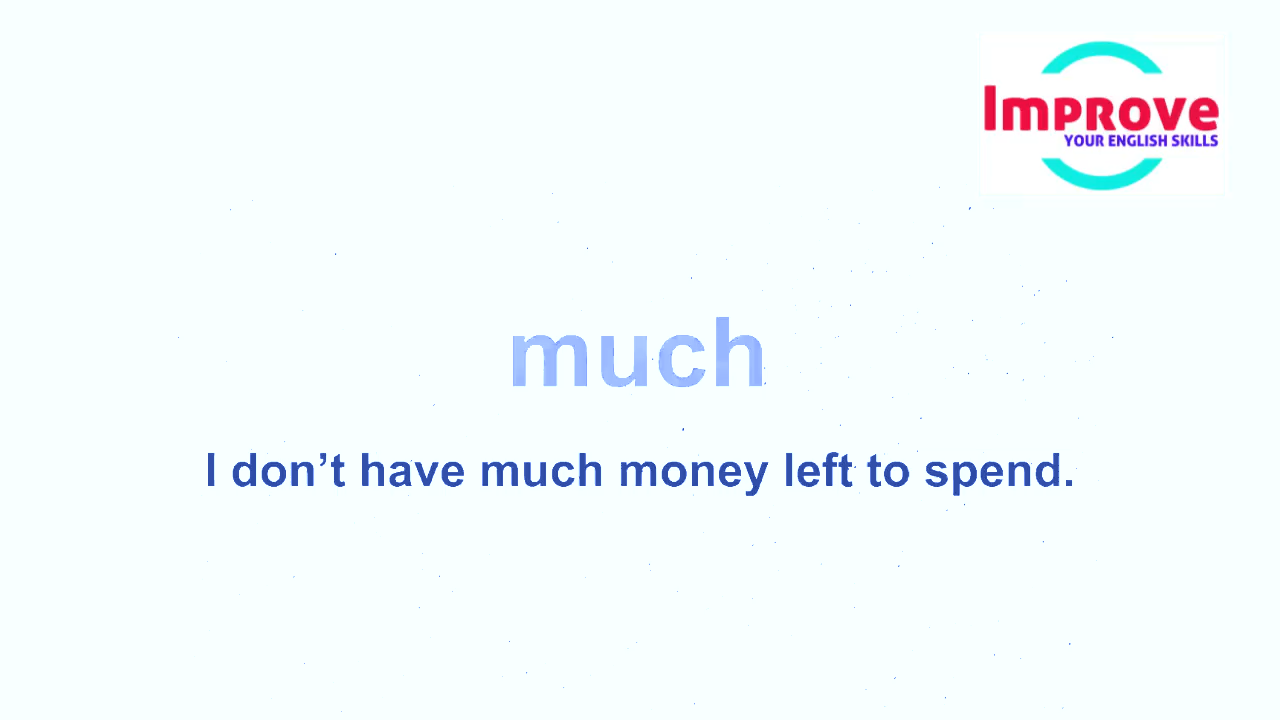 Improve
YOUR ENGLISH SKILLS
much
I don’t have much money left to spend.